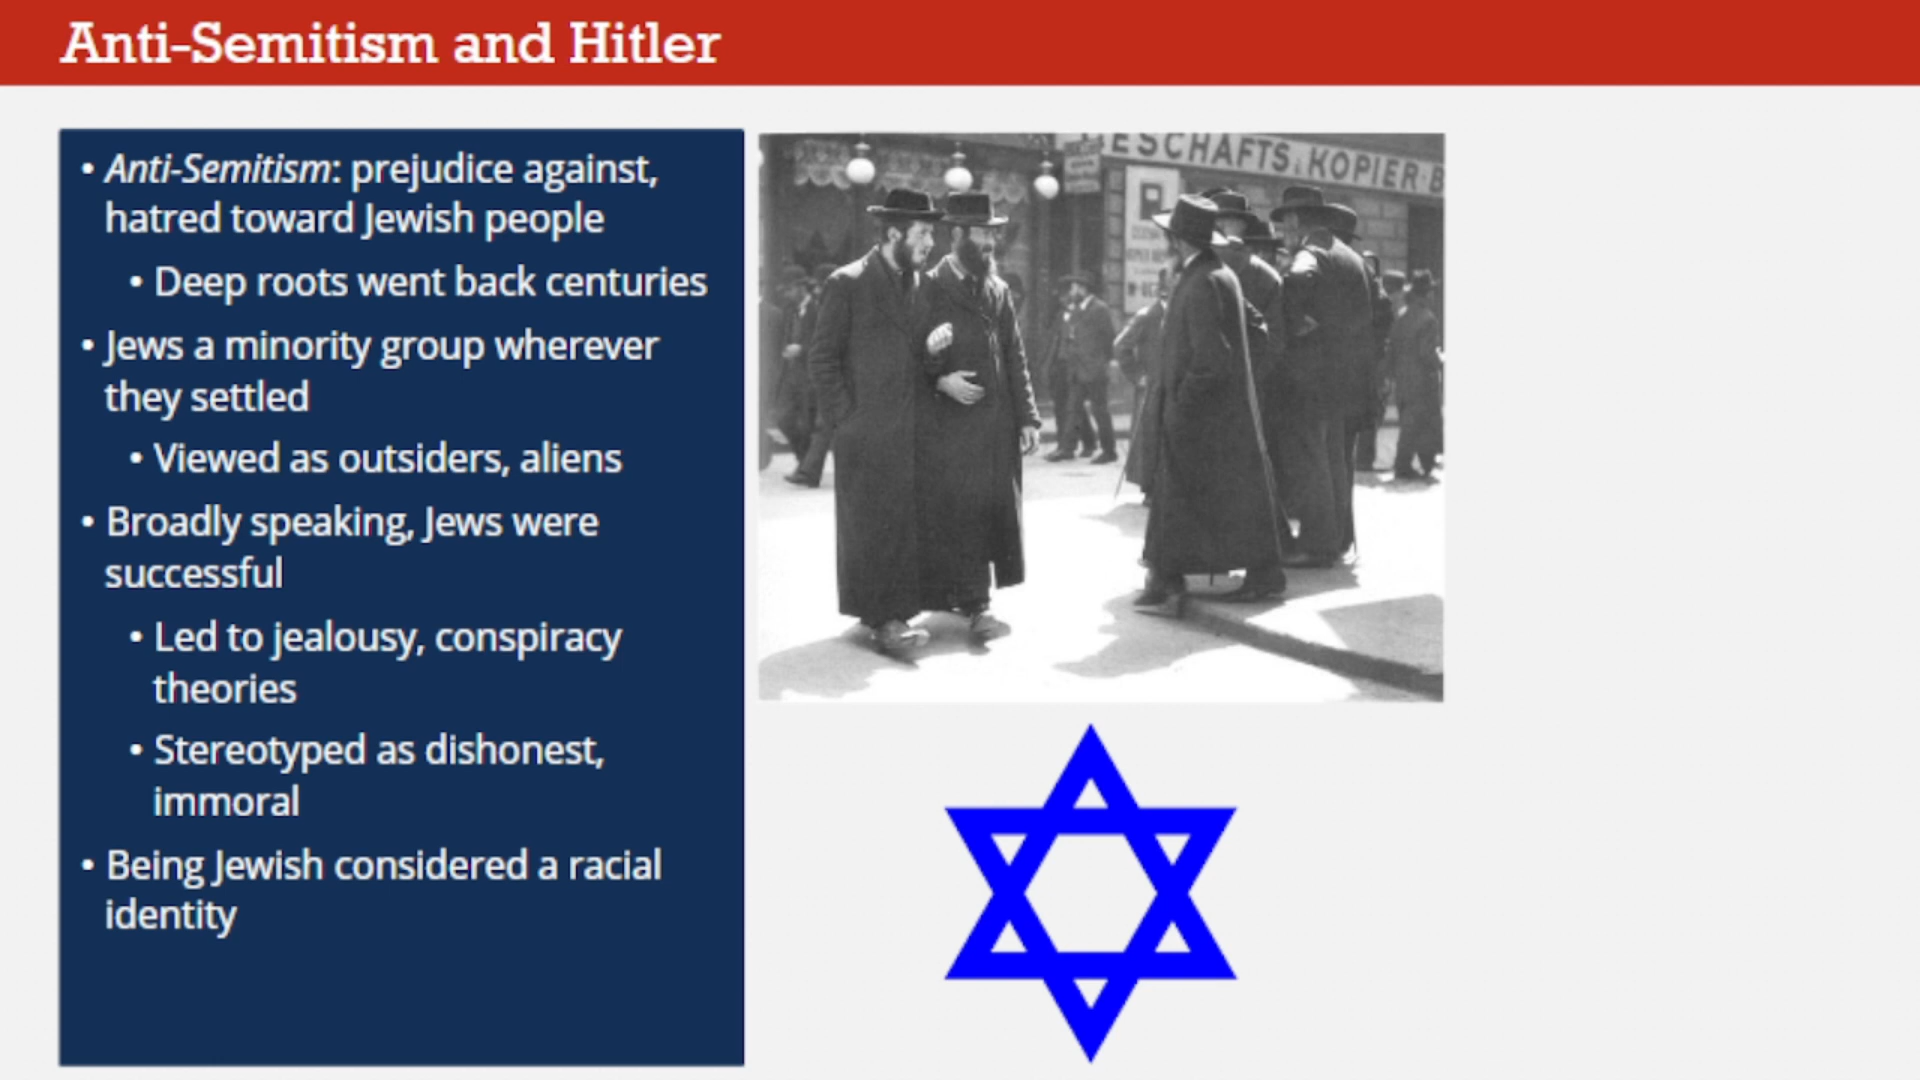 Anti-Semitism and Hitler
• Anti-Semitism: prejudice against,
hatred toward Jewish people
• Deep roots went back centuries
• Jews a minority group wherever
they settled
• Viewed as outsiders, aliens
• Broadly speaking, Jews were
successful
• Led to jealousy, conspiracy
theories
• Stereotyped as dishonest,
immoral
• Being Jewish considered a racial
identity
ESCHÄFTS. KOPIER-B